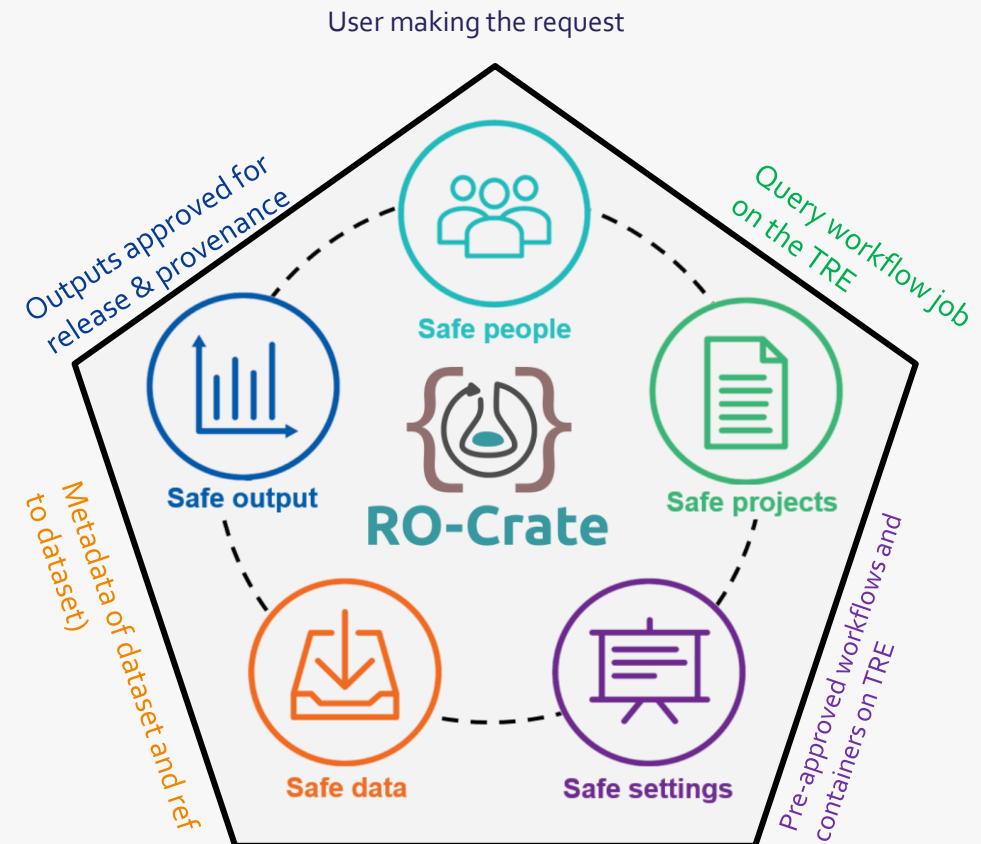 User making the request
Outputs approved for
release & provenance
Query workflow job
on the TRE
Safe people
Safe output
Safe projects
RO-Crate
Metadata of dataset and ref
to dataset)
Pre-approved workflows and
containers on TRE
Safe data
Safe settings